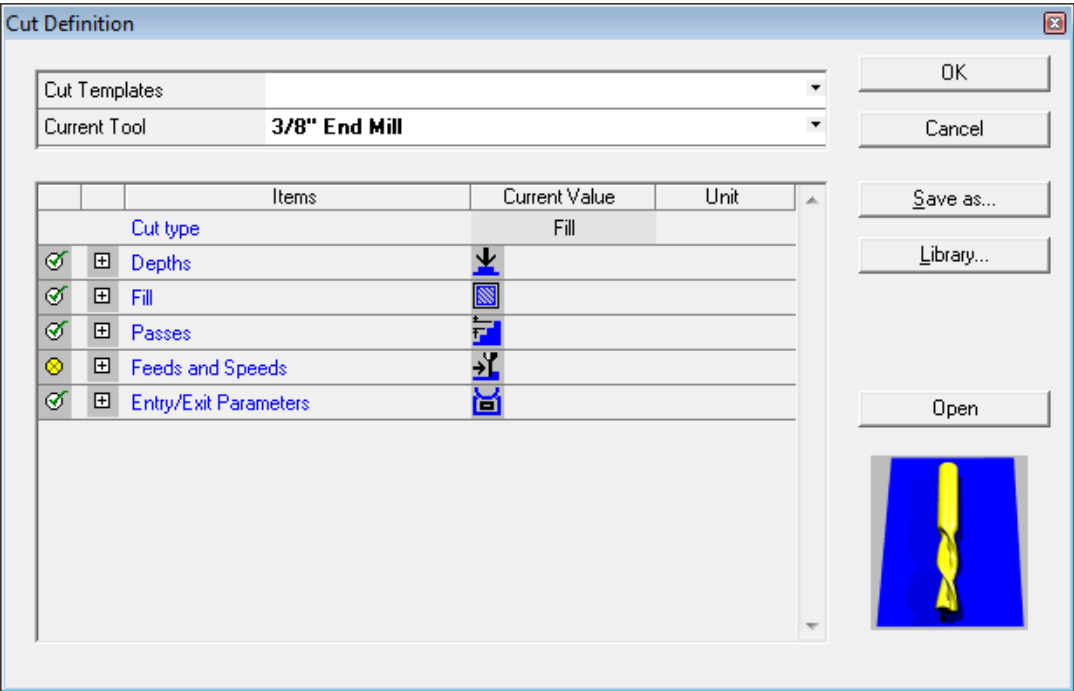 Cut Definition
OK
Cut Templates
Current Tool 3/8" End Mill
Cancel
Items Current Value Unit
Save as...
Cut type Fill
Library...
Depths
Fill
Passes
Feeds and Speeds
Entry/Exit Parameters
Open